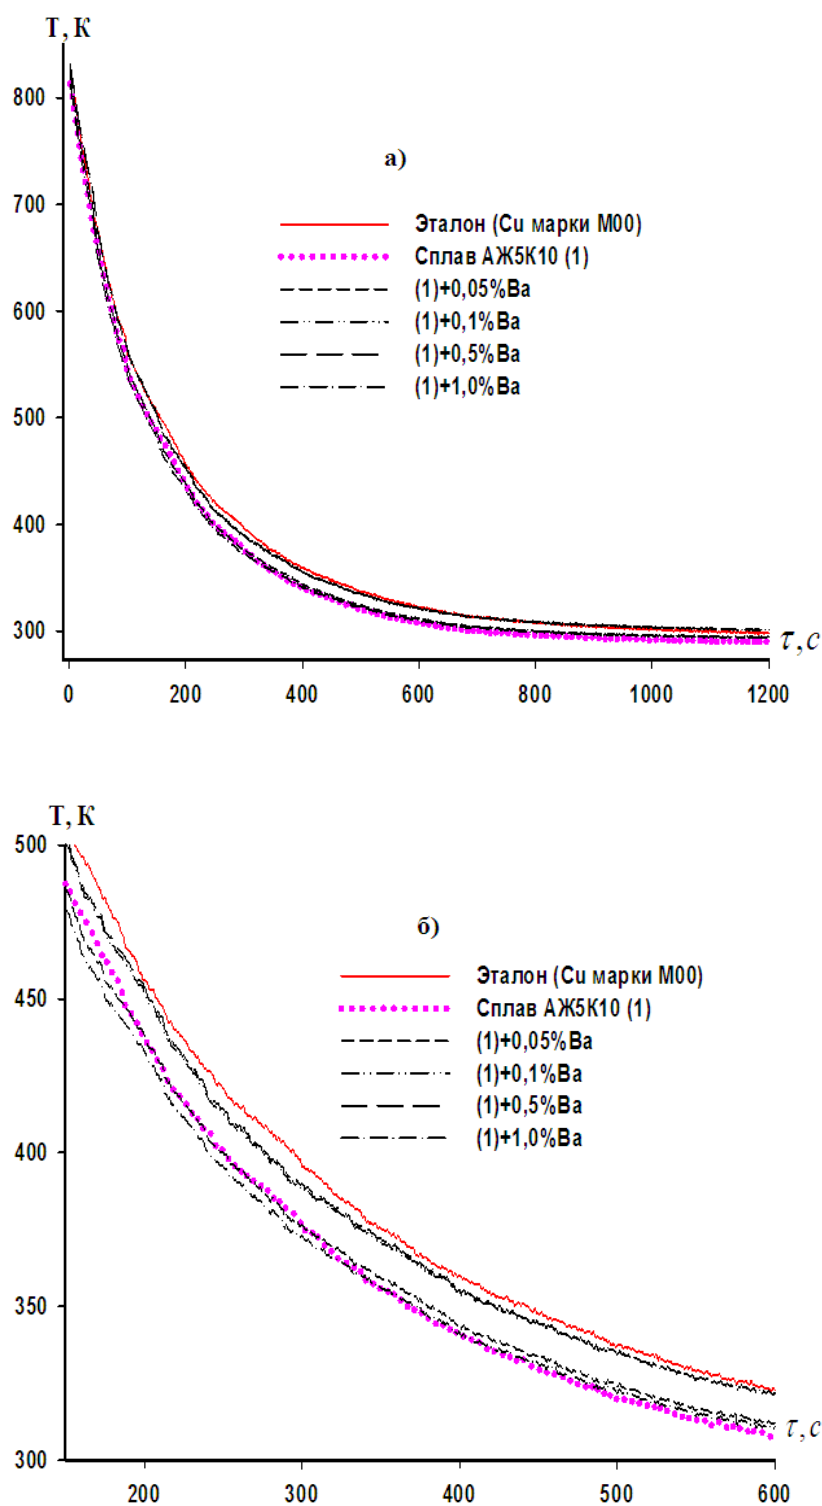 T, К
800
700
600
500
400
300
а)
Эталон (Cu марки М00)
Сплав АЖ5К10 (1)
(1)+0,05%Ba
(1)+0,1%Ba
(1)+0,5%Ba
(1)+1,0%Ba
τ, c
0 200 400 600 800 1000 1200
T, К
500
450
400
350
300
б)
Эталон (Cu марки М00)
Сплав АЖ5К10 (1)
(1)+0,05%Ba
(1)+0,1%Ba
(1)+0,5%Ba
(1)+1,0%Ba
τ, c
200 300 400 500 600